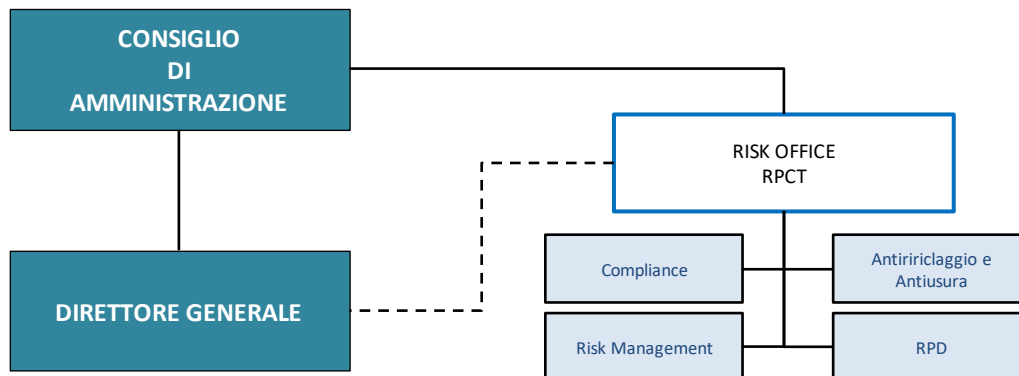 CONSIGLIO
DI
AMMINISTRAZIONE
RISK OFFICE
RPCT
Compliance
Antiririclaggio e
Antiusura
DIRETTORE GENERALE
Risk Management
RPD